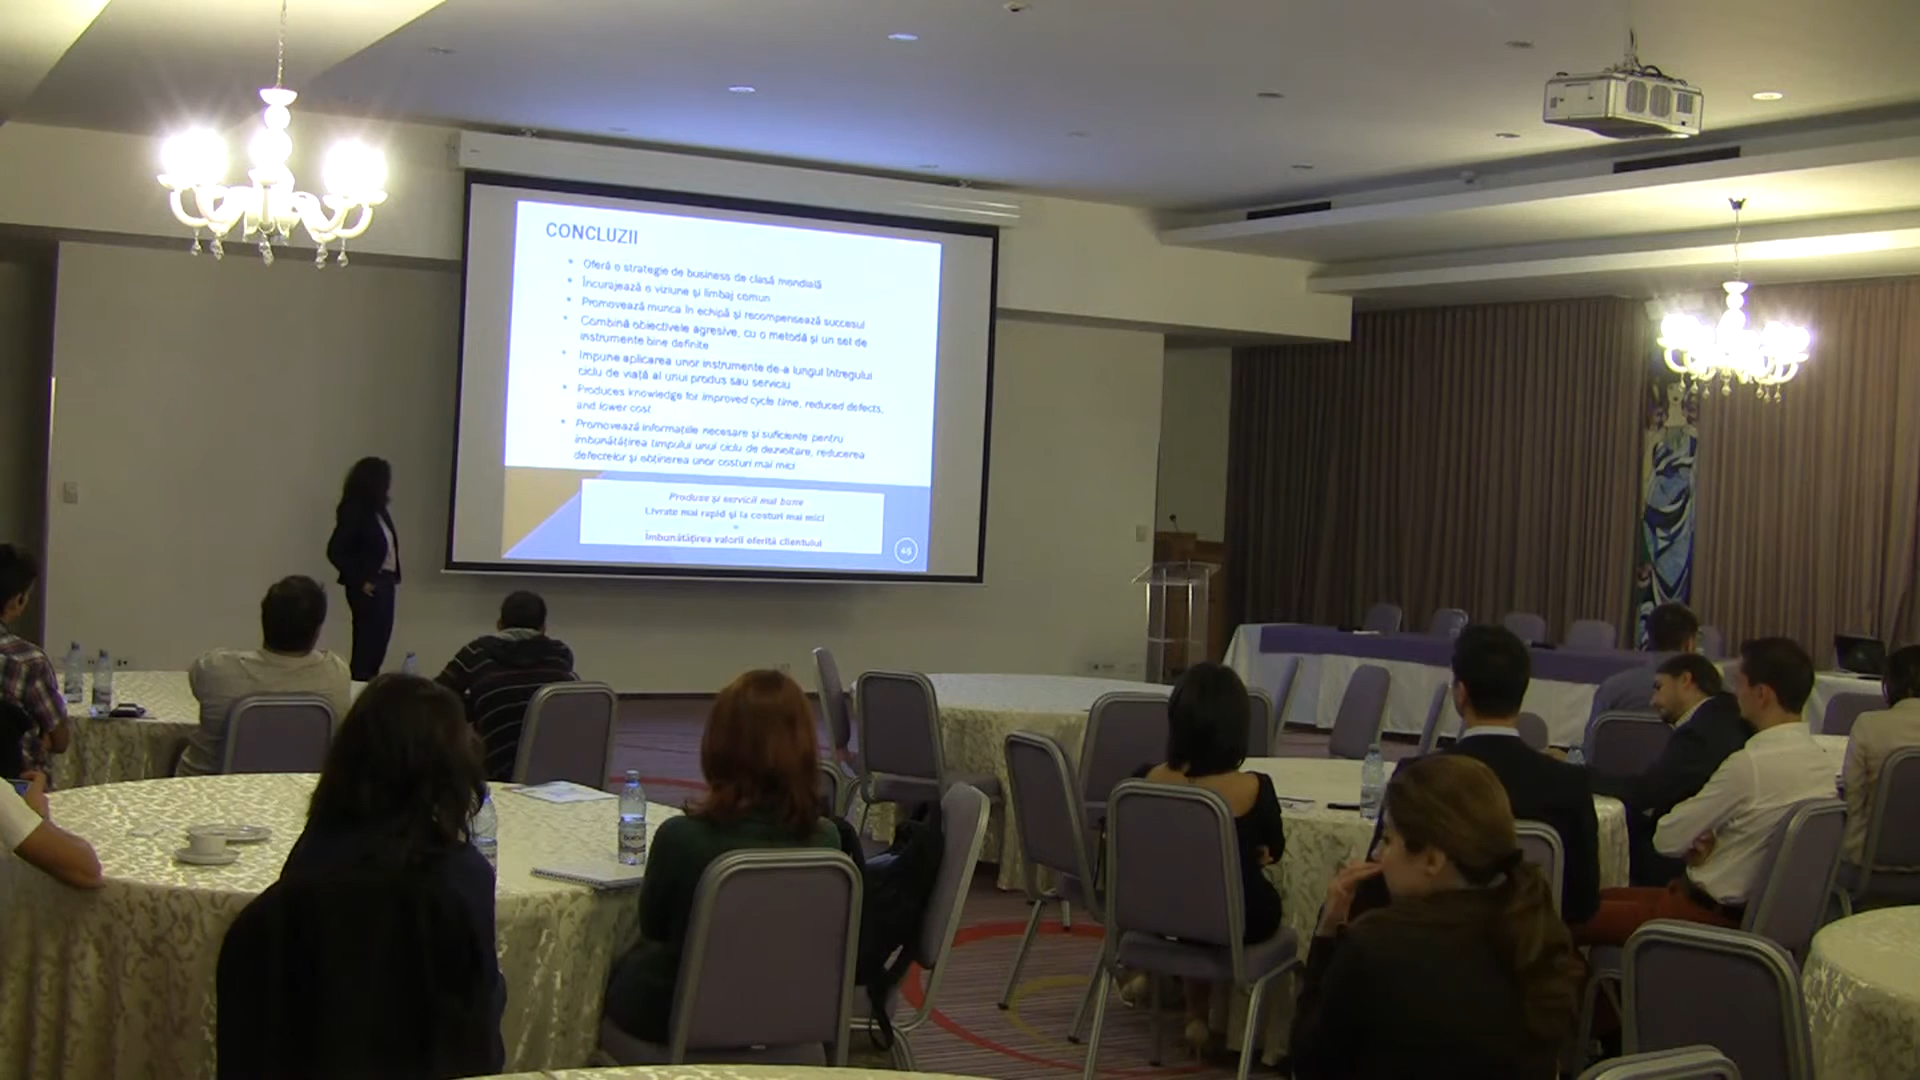 CONCLUZII
• Oferă o strategie de business de clasă mondială
• Încurajează o viziune și limbaj comun
• Promovează munca în echipă și recompensează succesul
• Combină obiectivele agresive, cu o metodă și un set de
instrumente bine definite
• Impune aplicarea unor instrumente de-a lungul întregului
ciclu de viață al unui produs sau serviciu
• Produces knowledge for improved cycle time, reduced defects,
and lower cost
• Promovează informațiile necesare și suficiente pentru
îmbunătățirea timpului unui ciclu de dezvoltare, reducerea
defectelor și obținerea unor costuri mai mici
Produse și servicii mai bune
Livrate mai rapid și la costuri mai mici
=
Îmbunătățirea valorii oferită clientului